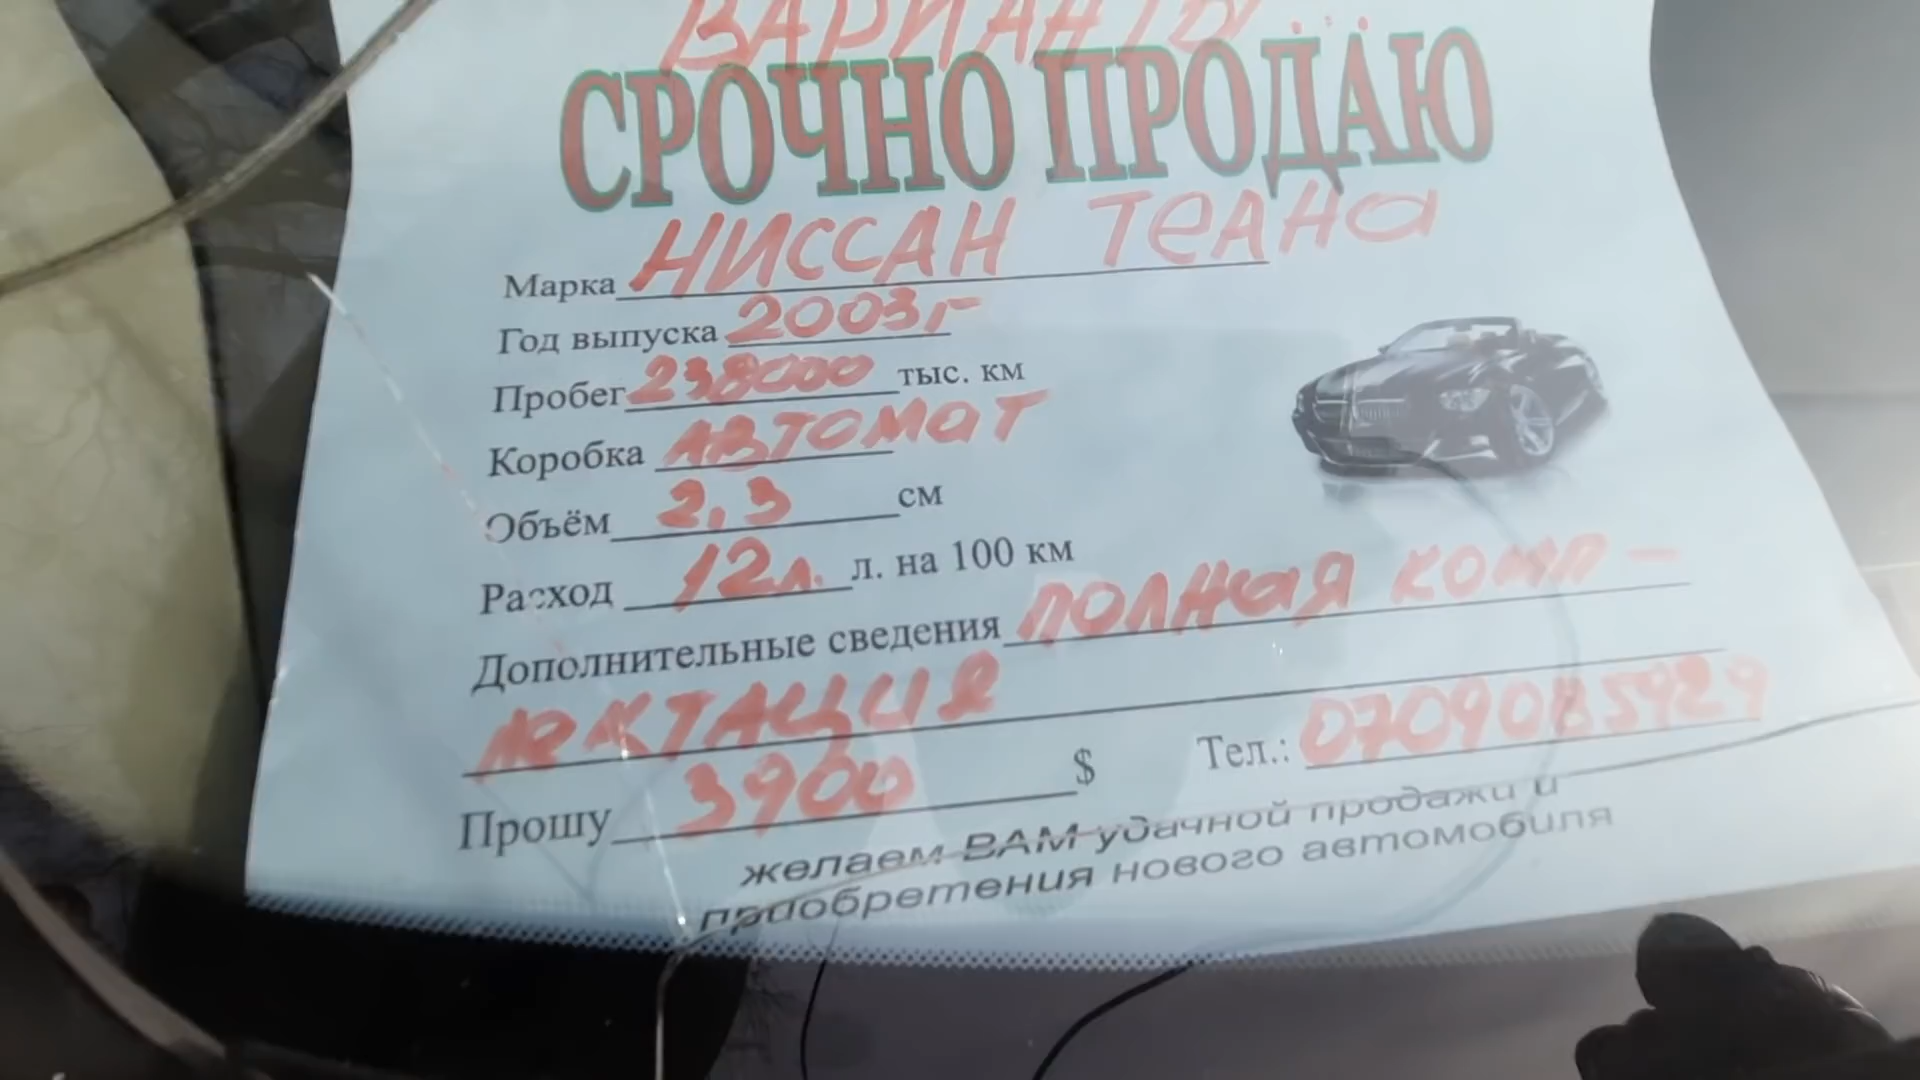 ВАРИАНТЫ...
СРОЧНО ПРОДАЮ
Марка НИССАН ТЕАНА
Год выпуска 2003г
Пробег 238000 тыс. км
Коробка АВТОМАТ
Объём 2,3 см
Расход 12л. л. на 100 км
Дополнительные сведения ПОЛНАЯ КОМП-
ЛЕКТАЦИЯ
Прошу 3900 $ Тел.:
желаем ВАМ удачной продажи и
приобретения нового автомобиля